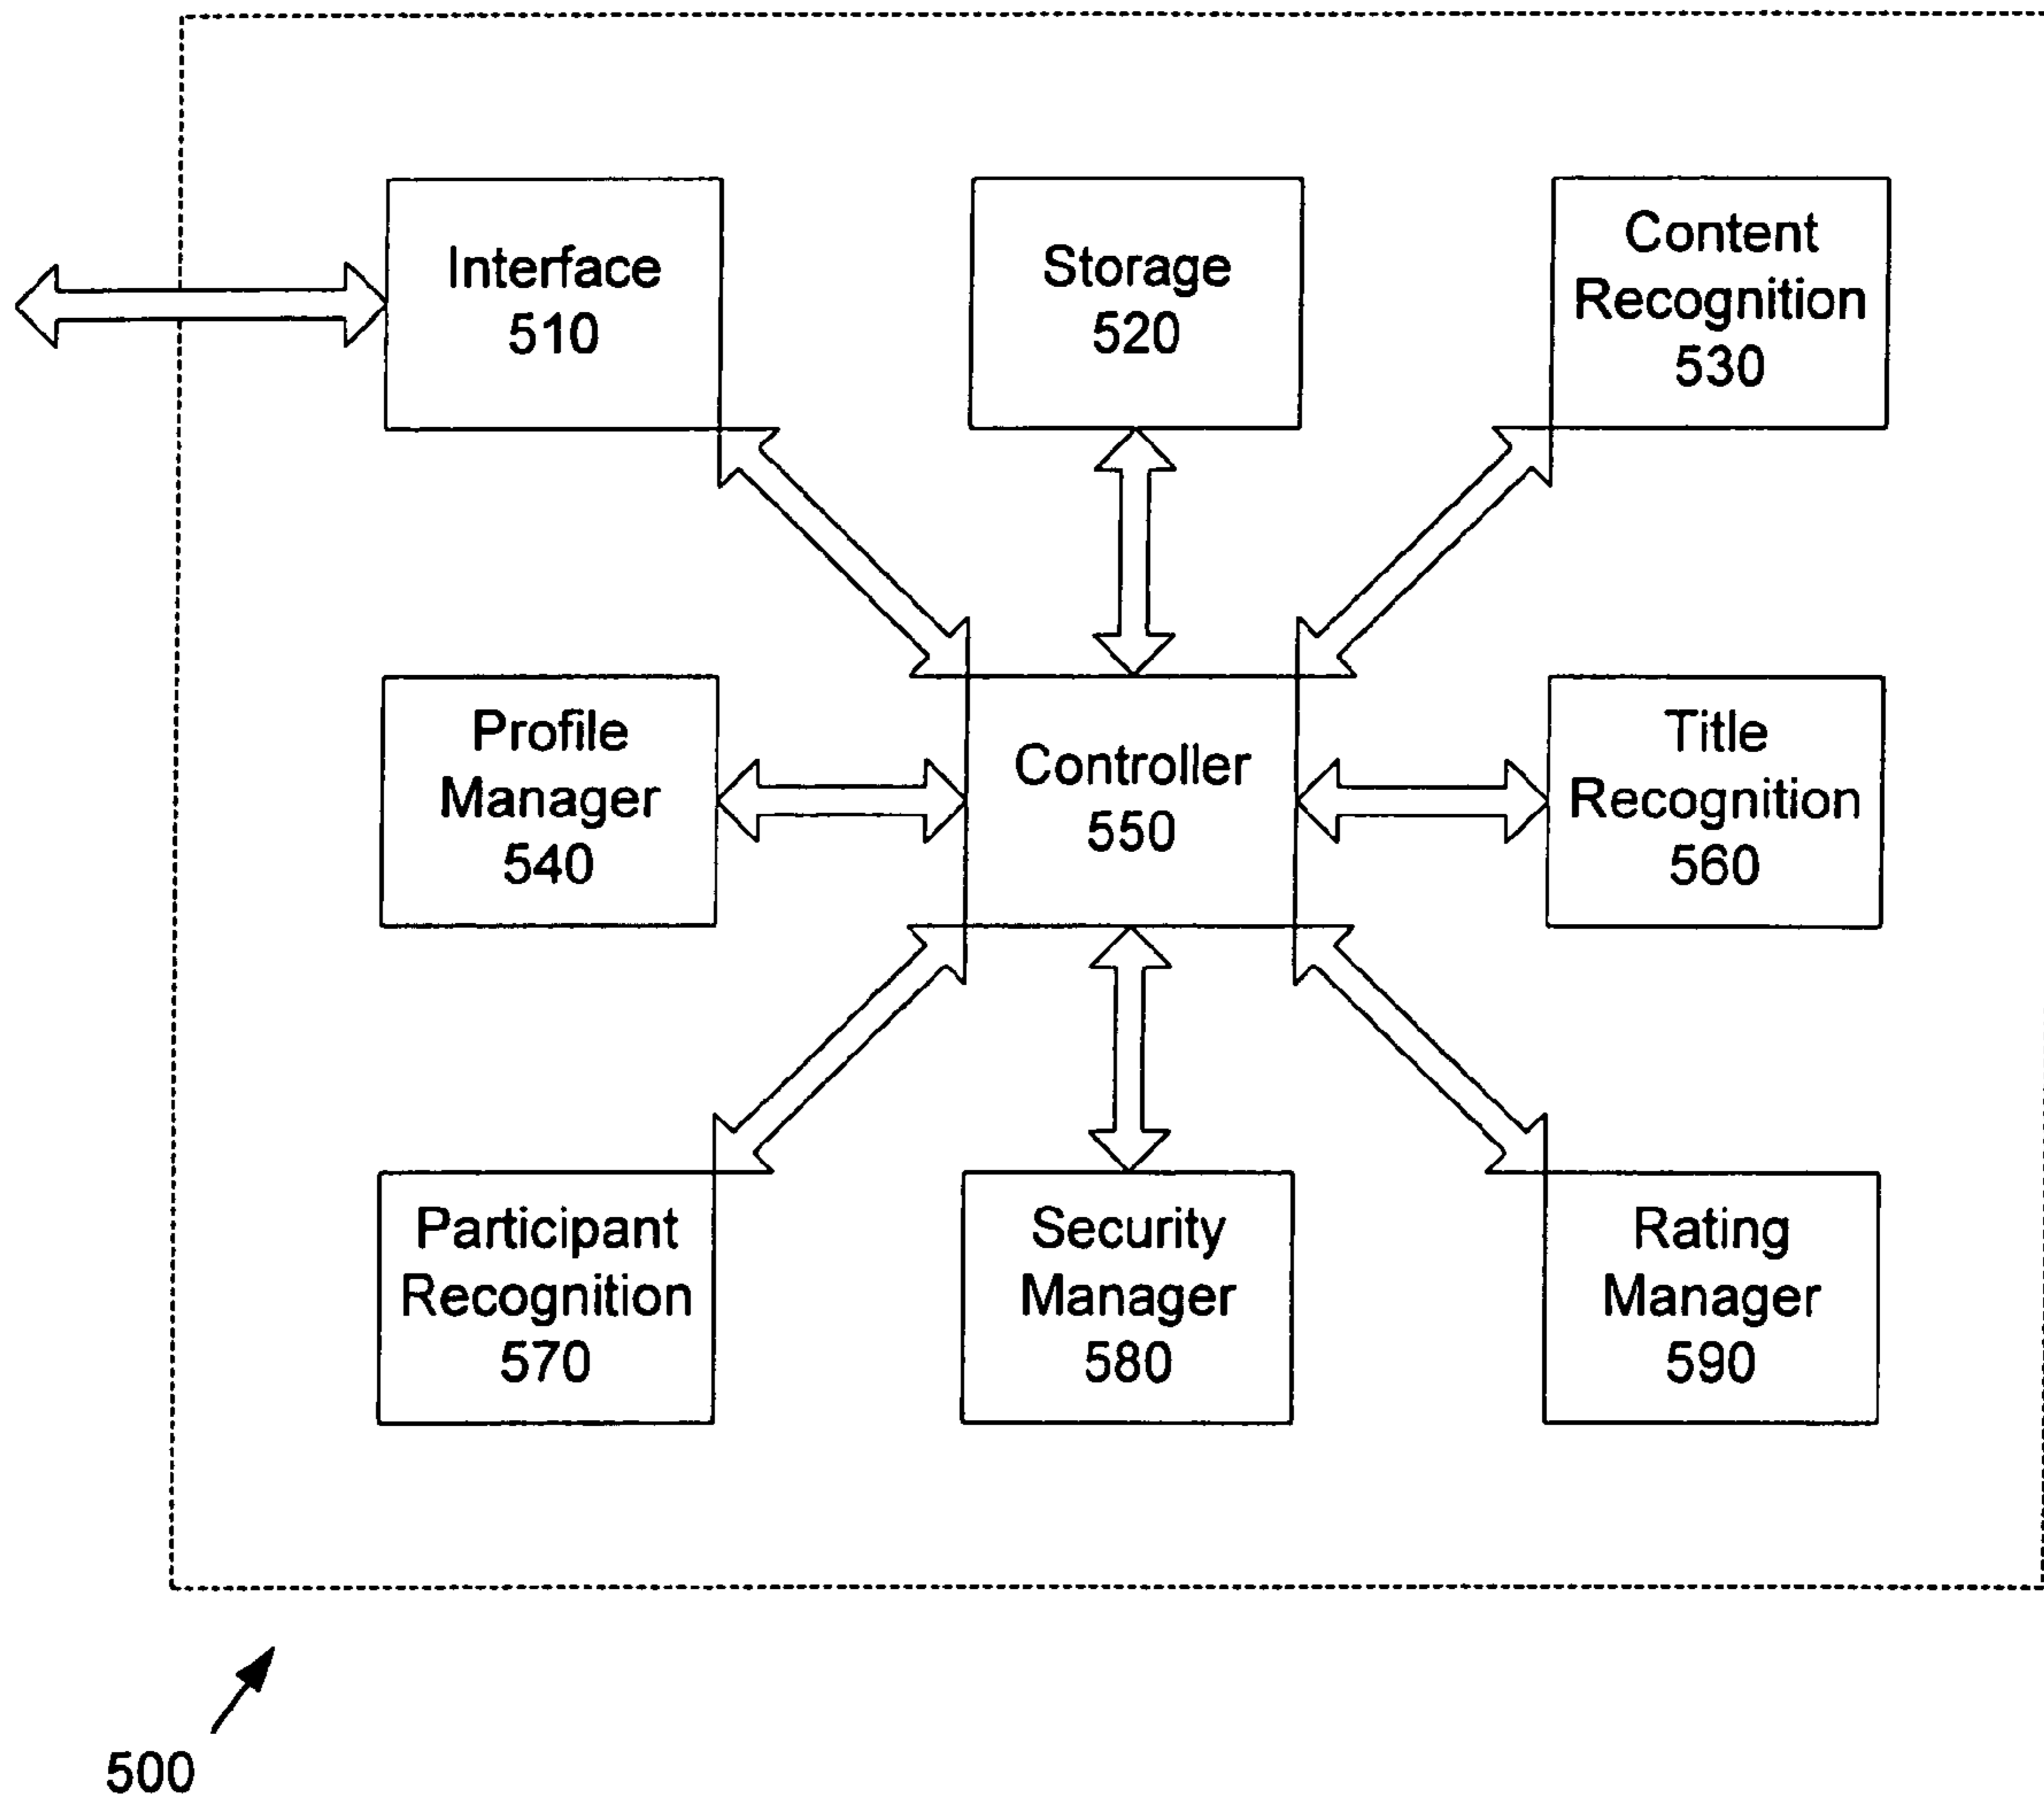 Interface
510
Storage
520
Content
Recognition
530
Profile
Manager
540
Controller
550
Title
Recognition
560
Participant
Recognition
570
Security
Manager
580
Rating
Manager
590
500